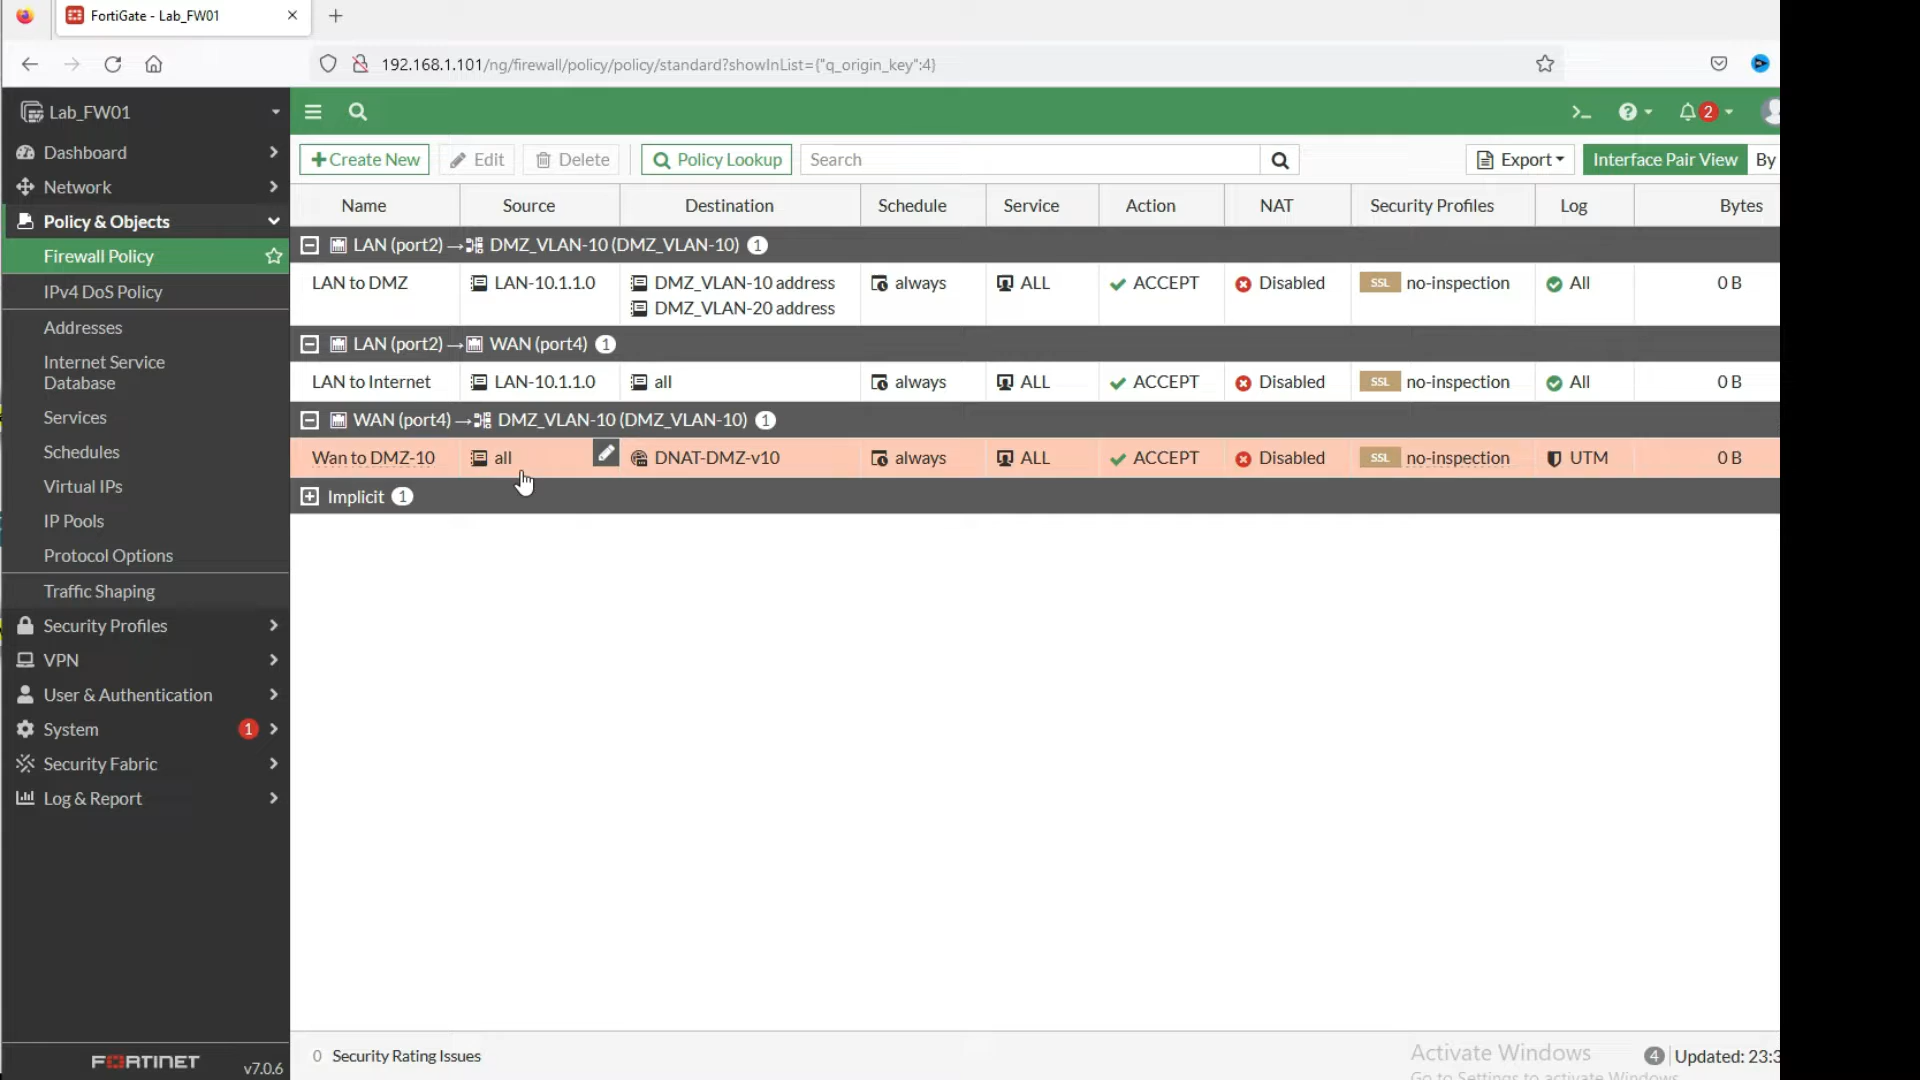 FortiGate - Lab_FW01
192.168.1.101/ng/firewall/policy/policy/standard?showInList={"q_origin_key":4}
Lab_FW01
Dashboard
Network
Policy & Objects
Firewall Policy
IPv4 DoS Policy
Addresses
Internet Service
Database
Services
Schedules
Virtual IPs
IP Pools
Protocol Options
Traffic Shaping
Security Profiles
VPN
User & Authentication
System 1
Security Fabric
Log & Report
FORTINET v7.0.6
2
Create New Edit Delete Policy Lookup Search Export Interface Pair View By
Name Source Destination Schedule Service Action NAT Security Profiles Log Bytes
LAN (port2) → DMZ_VLAN-10 (DMZ_VLAN-10) 1
LAN to DMZ LAN-10.1.1.0 DMZ_VLAN-10 address always ALL ACCEPT Disabled SSL no-inspection All 0 B
DMZ_VLAN-20 address
LAN (port2) → WAN (port4) 1
LAN to Internet LAN-10.1.1.0 all always ALL ACCEPT Disabled SSL no-inspection All 0 B
WAN (port4) → DMZ_VLAN-10 (DMZ_VLAN-10) 1
Wan to DMZ-10 all DNAT-DMZ-v10 always ALL ACCEPT Disabled SSL no-inspection UTM 0 B
Implicit 1
0 Security Rating Issues
Activate Windows
4 Updated: 23:3
Go to Settings to activate Windows